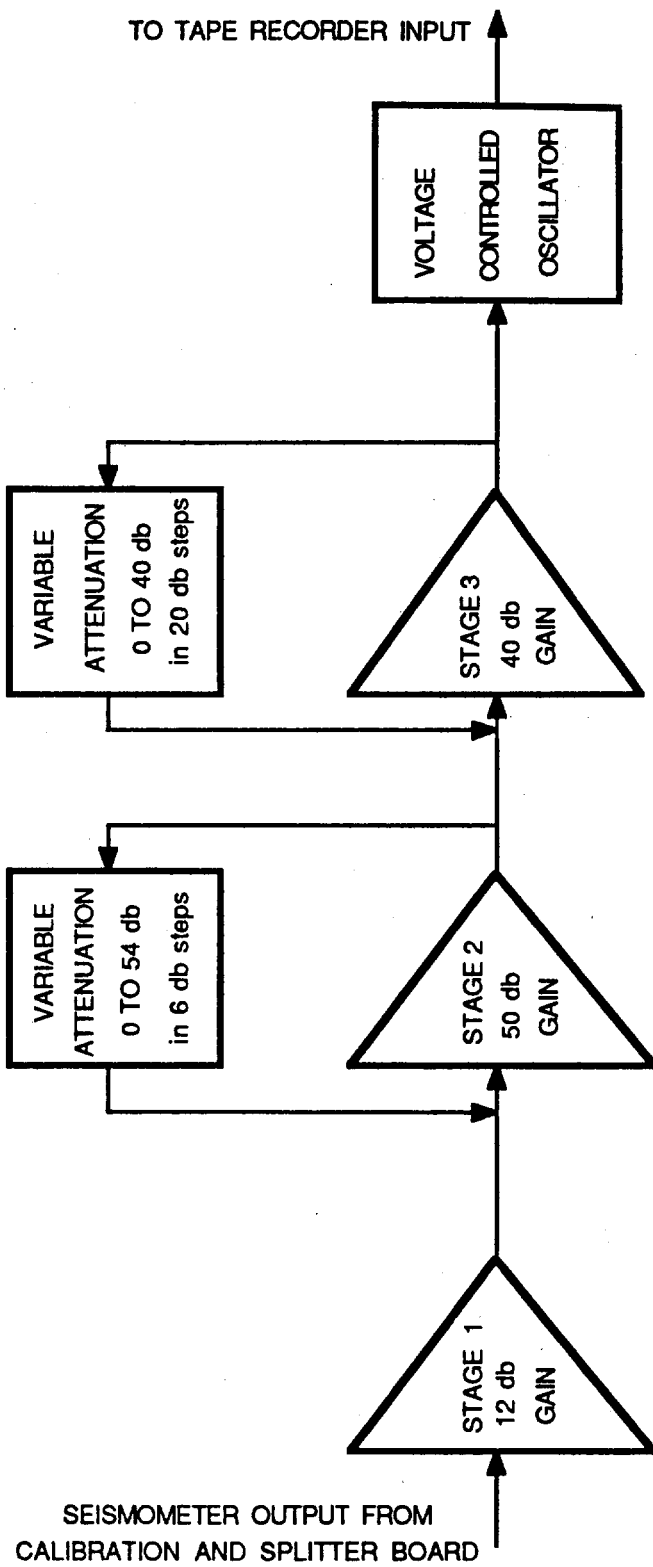 SEISMOMETER OUTPUT FROM
CALIBRATION AND SPLITTER BOARD
STAGE 1
12 db
GAIN
VARIABLE
ATTENUATION
0 TO 54 db
in 6 db steps
STAGE 2
50 db
GAIN
VARIABLE
ATTENUATION
0 TO 40 db
in 20 db steps
STAGE 3
40 db
GAIN
VOLTAGE
CONTROLLED
OSCILLATOR
TO TAPE RECORDER INPUT